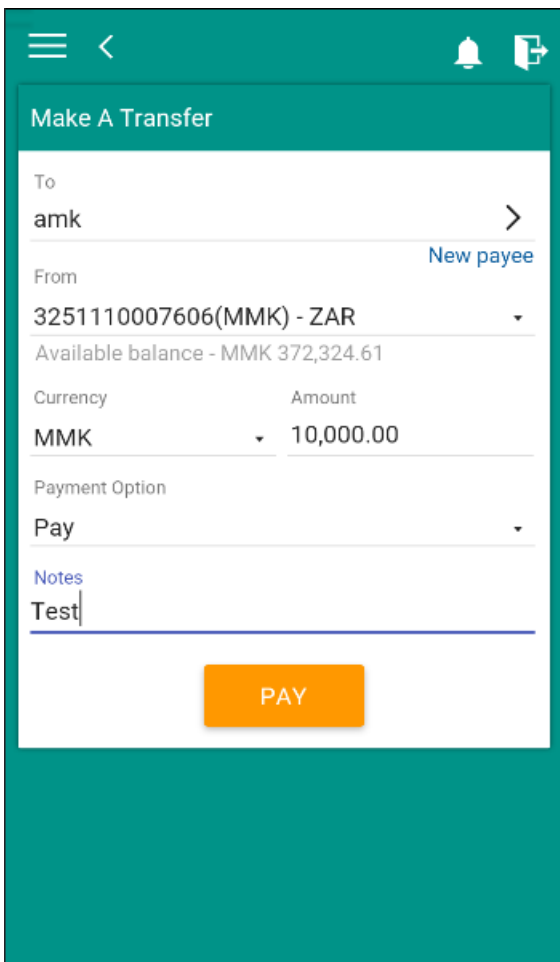 Make A Transfer
To
amk
New payee
From
3251110007606(MMK) - ZAR
Available balance - MMK 372,324.61
Currency Amount
MMK 10,000.00
Payment Option
Pay
Notes
Test
PAY